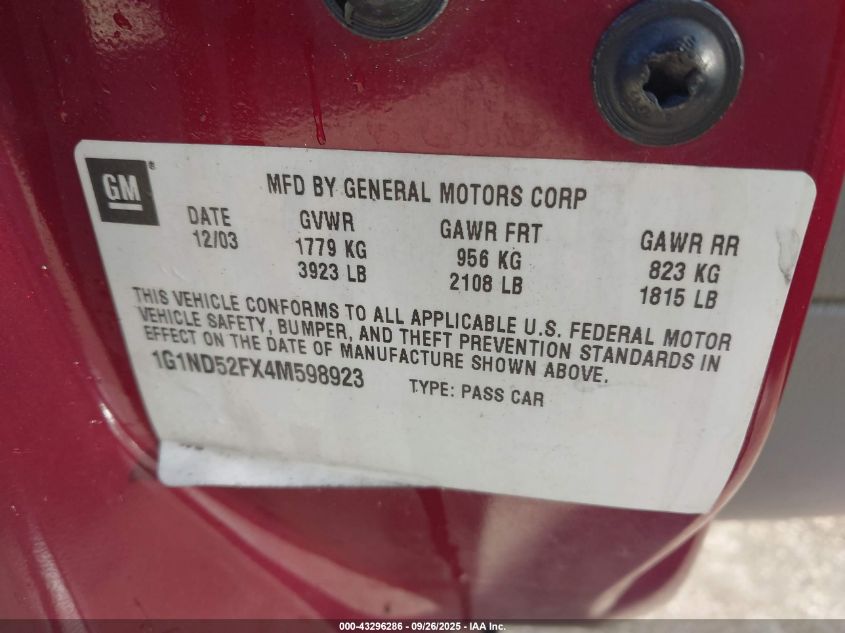 GM ®
MFD BY GENERAL MOTORS CORP
DATE GVWR GAWR FRT GAWR RR
12/03 1779 KG 956 KG 823 KG
3923 LB 2108 LB 1815 LB
THIS VEHICLE CONFORMS TO ALL APPLICABLE U.S. FEDERAL MOTOR
VEHICLE SAFETY, BUMPER, AND THEFT PREVENTION STANDARDS IN
EFFECT ON THE DATE OF MANUFACTURE SHOWN ABOVE.
1G1ND52FX4M598923 TYPE: PASS CAR
000-43296286 - 09/26/2025 - IAA Inc.